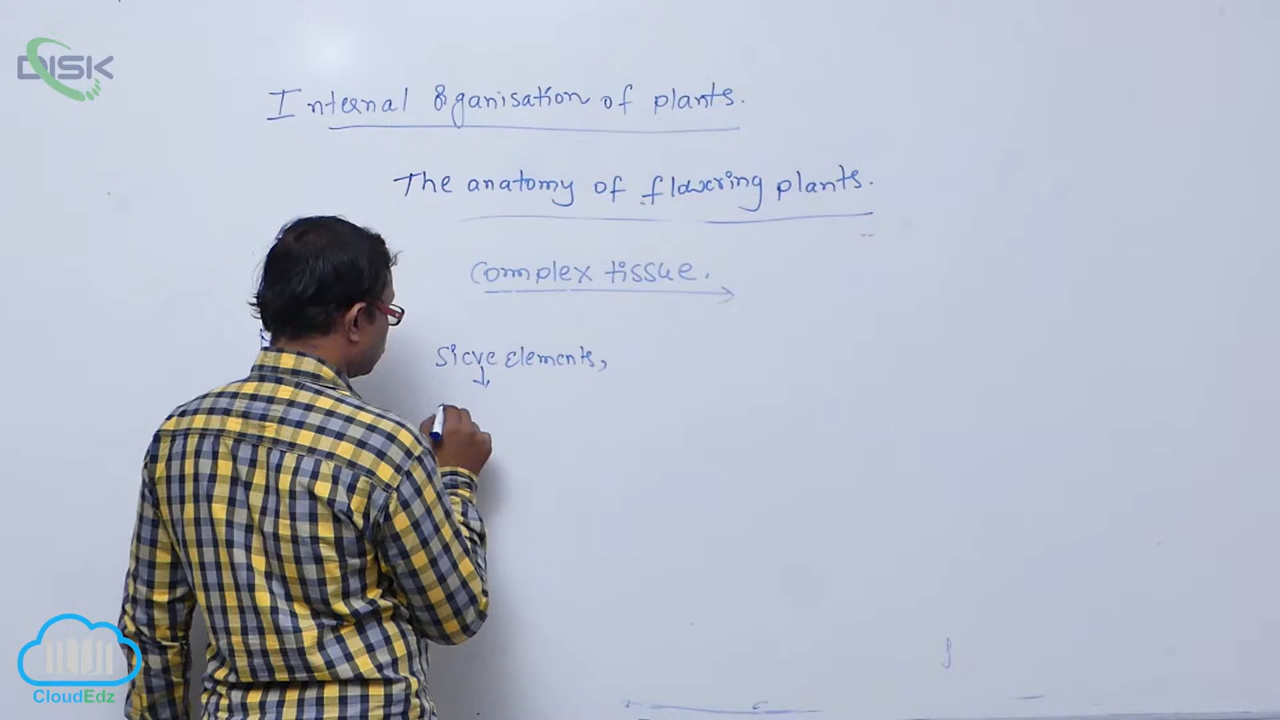 DISK
Internal organisation of plants.
The anatomy of flowering plants.
Complex tissue.
Sieve elements,
CloudEdz